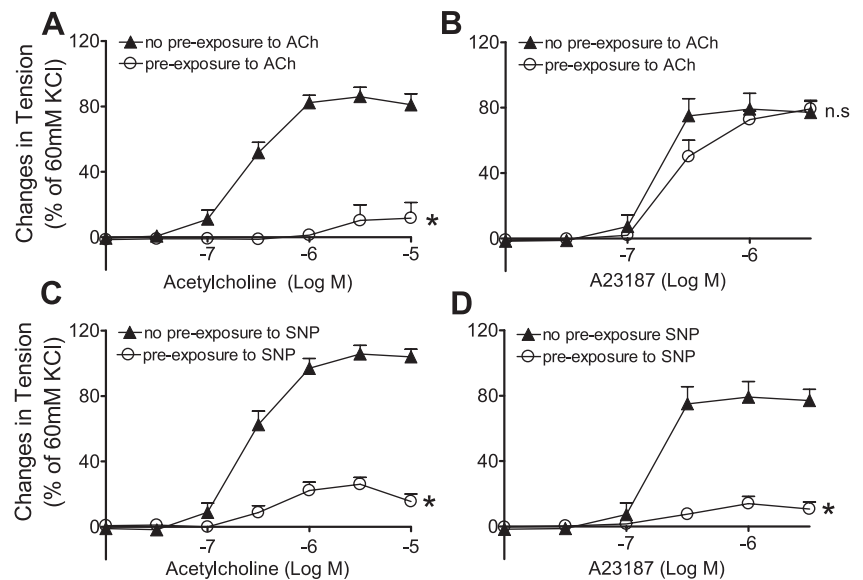 A
120
80
40
0
Changes in Tension
(% of 60mM KCl)
no pre-exposure to ACh
pre-exposure to ACh
*
-7
-6
-5
Acetylcholine (Log M)
B
120
80
40
0
no pre-exposure to ACh
pre-exposure to ACh
n.s
-7
-6
A23187 (Log M)
C
120
80
40
0
Changes in Tension
(% of 60mM KCl)
no pre-exposure to SNP
pre-exposure to SNP
*
-7
-6
-5
Acetylcholine (Log M)
D
120
80
40
0
no pre-exposure SNP
pre-exposure to SNP
*
-7
-6
A23187 (Log M)